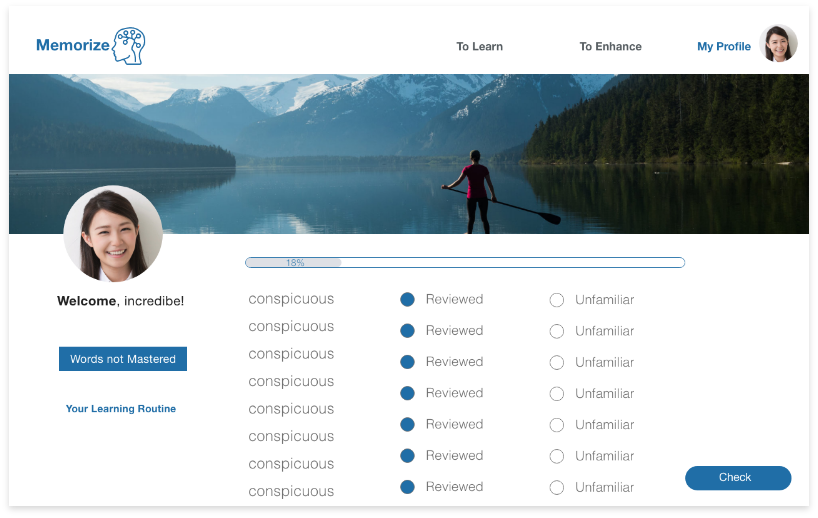 Memorize
To Learn
To Enhance
My Profile
18%
Welcome, incredibe!
Words not Mastered
Your Learning Routine
conspicuous
Reviewed
Unfamiliar
conspicuous
Reviewed
Unfamiliar
conspicuous
Reviewed
Unfamiliar
conspicuous
Reviewed
Unfamiliar
conspicuous
Reviewed
Unfamiliar
conspicuous
Reviewed
Unfamiliar
conspicuous
Reviewed
Unfamiliar
conspicuous
Check